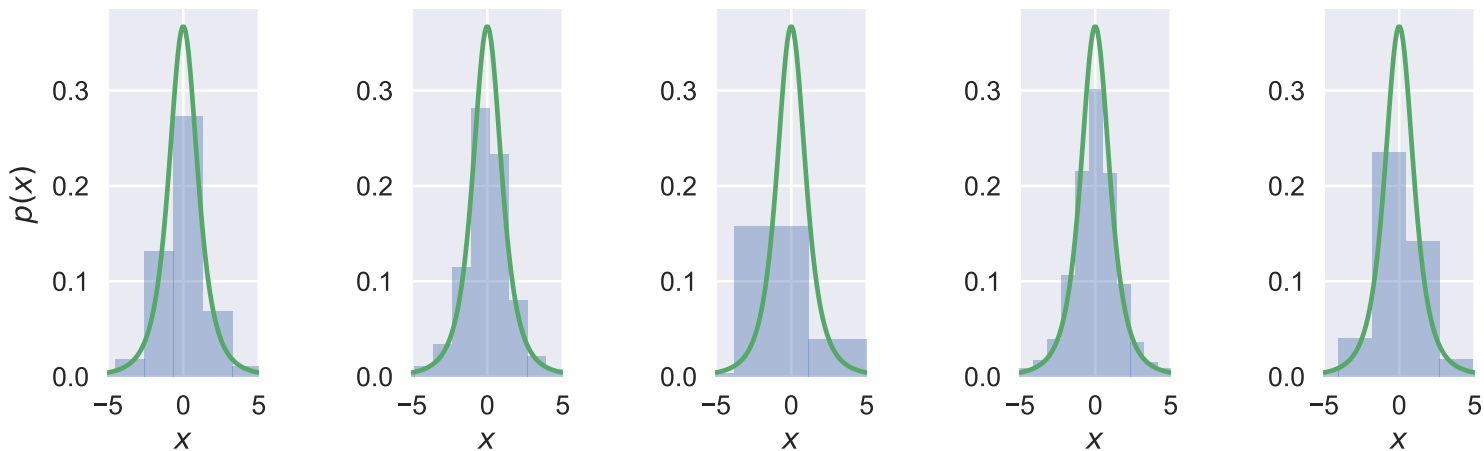 0.3 0.3 0.3 0.3 0.3
0.2 0.2 0.2 0.2 0.2
p(x)
0.1 0.1 0.1 0.1 0.1
0.0 0.0 0.0 0.0 0.0
−5 0 5 −5 0 5 −5 0 5 −5 0 5 −5 0 5
x x x x x